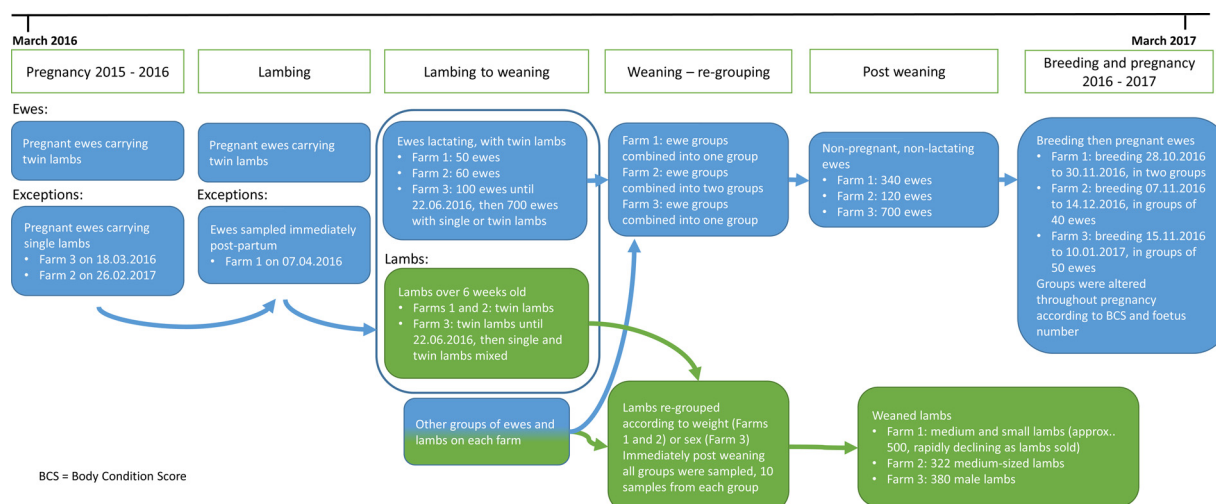 March 2016
March 2017
Pregnancy 2015 - 2016
Lambing
Lambing to weaning
Weaning – re-grouping
Post weaning
Breeding and pregnancy
2016 - 2017
Ewes:
Pregnant ewes carrying
twin lambs
Exceptions:
Pregnant ewes carrying
single lambs
• Farm 3 on 18.03.2016
• Farm 2 on 26.02.2017
Pregnant ewes carrying
twin lambs
Exceptions:
Ewes sampled immediately
post-partum
• Farm 1 on 07.04.2016
Ewes lactating, with twin lambs
• Farm 1: 50 ewes
• Farm 2: 60 ewes
• Farm 3: 100 ewes until
22.06.2016, then 700 ewes
with single or twin lambs
Lambs:
Lambs over 6 weeks old
• Farms 1 and 2: twin lambs
• Farm 3: twin lambs until
22.06.2016, then single and
twin lambs mixed
Other groups of ewes and
lambs on each farm
Farm 1: ewe groups
combined into one group
Farm 2: ewe groups
combined into two groups
Farm 3: ewe groups
combined into one group
Lambs re-grouped
according to weight (Farms
1 and 2) or sex (Farm 3)
Immediately post weaning
all groups were sampled, 10
samples from each group
Non-pregnant, non-lactating
ewes
• Farm 1: 340 ewes
• Farm 2: 120 ewes
• Farm 3: 700 ewes
Weaned lambs
• Farm 1: medium and small lambs (approx..
500, rapidly declining as lambs sold)
• Farm 2: 322 medium-sized lambs
• Farm 3: 380 male lambs
Breeding then pregnant ewes
• Farm 1: breeding 28.10.2016
to 30.11.2016, in two groups
• Farm 2: breeding 07.11.2016
to 14.12.2016, in groups of
40 ewes
• Farm 3: breeding 15.11.2016
to 10.01.2017, in groups of
50 ewes
Groups were altered
throughout pregnancy
according to BCS and foetus
number
BCS = Body Condition Score